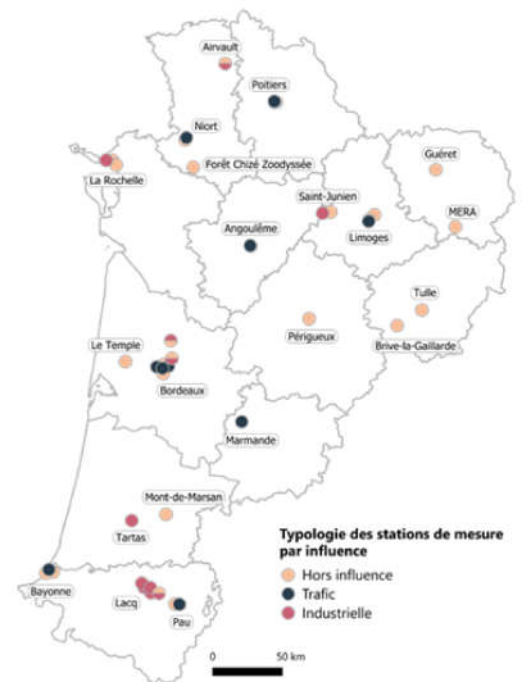 Airvault
Poitiers
Niort
Forêt Chizé Zoodyssée
La Rochelle
Guéret
Saint-Junien
MERA
Angoulême
Limoges
Tulle
Périgueux
Brive-la-Gaillarde
Le Temple
Bordeaux
Marmande
Mont-de-Marsan
Tartas
Bayonne
Lacq
Pau
Typologie des stations de mesure
par influence
Hors influence
Trafic
Industrielle
0 50 km